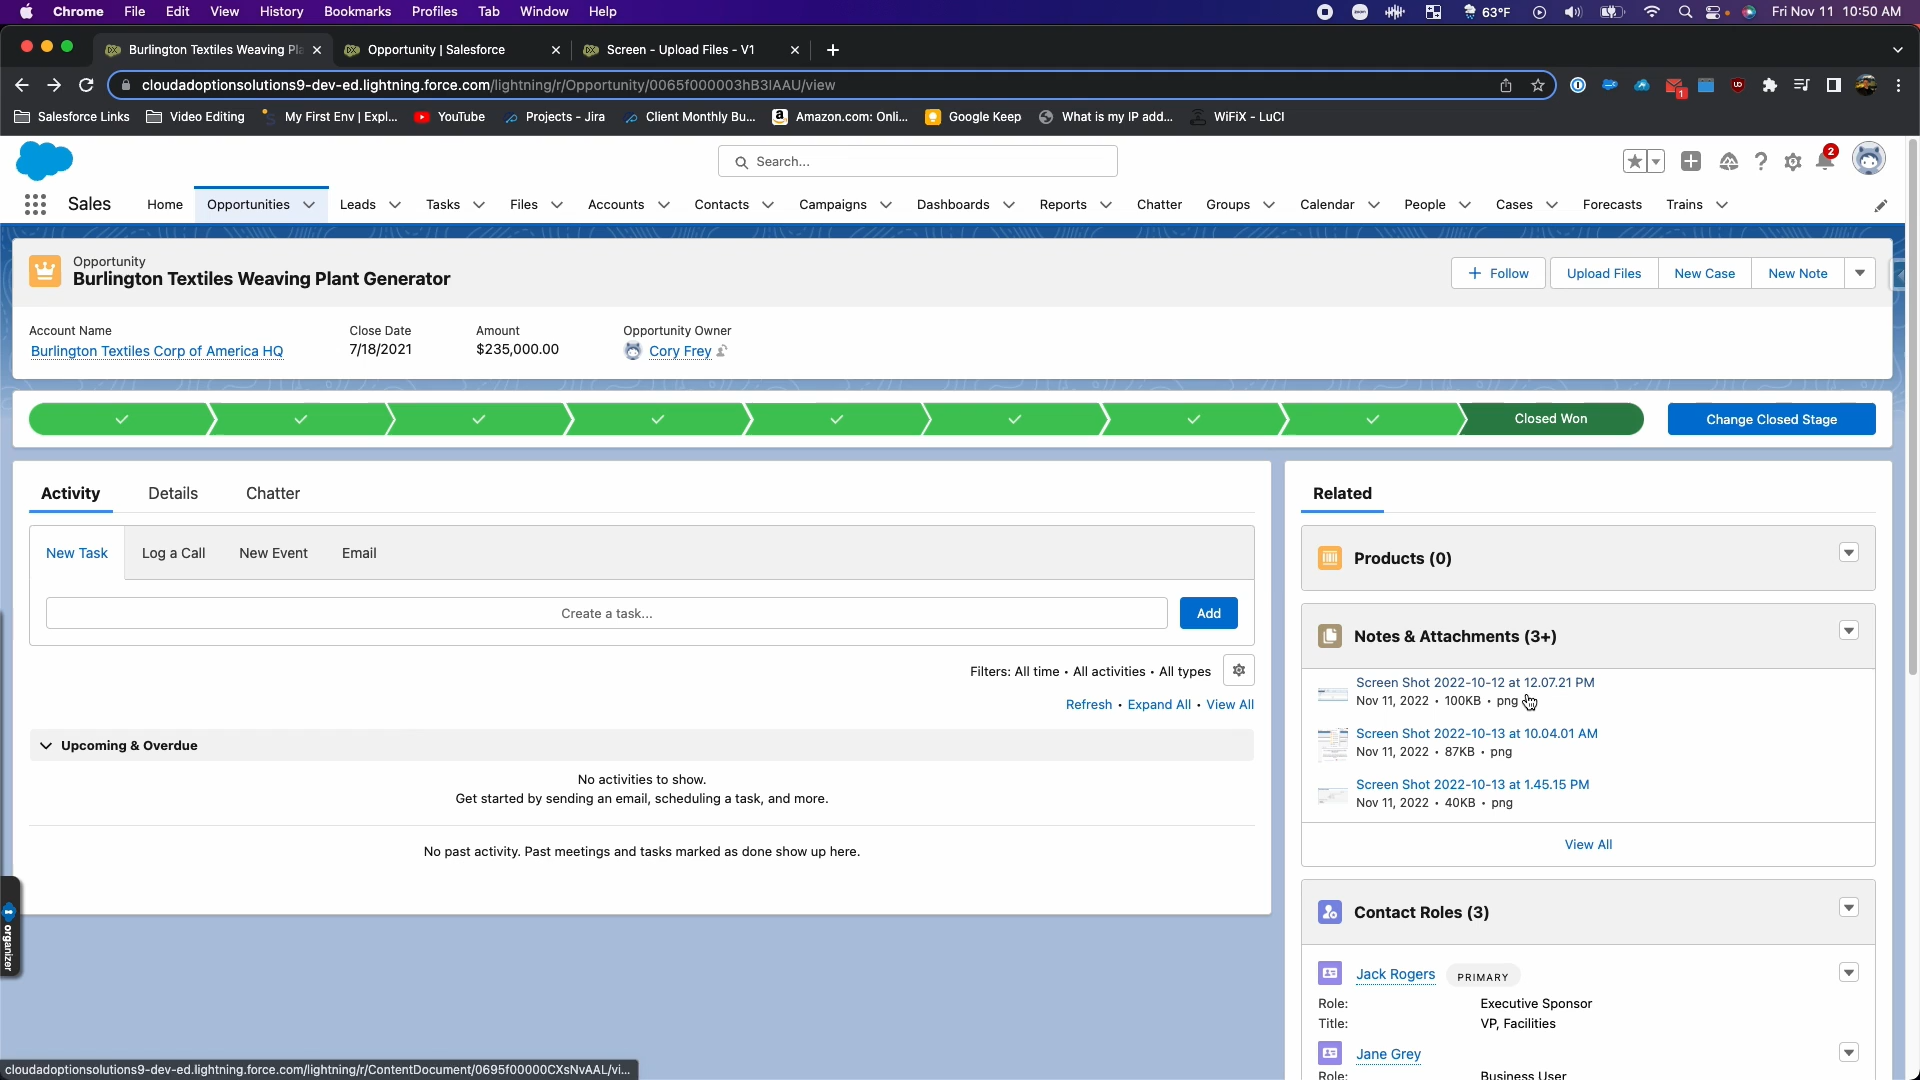 Chrome File Edit View History Bookmarks Profiles Tab Window Help 63°F Fri Nov 11 10:50 AM
Burlington Textiles Weaving Pla Opportunity | Salesforce Screen - Upload Files - V1
cloudadoptionsolutions9-dev-ed.lightning.force.com/lightning/r/Opportunity/0065f000003hB3IAAU/view 1
Salesforce Links Video Editing My First Env | Expl... YouTube Projects - Jira Client Monthly Bu... Amazon.com: Onli... Google Keep What is my IP add... WiFiX - LuCI
Search... 2
Sales Home Opportunities Leads Tasks Files Accounts Contacts Campaigns Dashboards Reports Chatter Groups Calendar People Cases Forecasts Trains
Opportunity
Burlington Textiles Weaving Plant Generator
Follow Upload Files New Case New Note
Account Name Close Date Amount Opportunity Owner
Burlington Textiles Corp of America HQ 7/18/2021 $235,000.00 Cory Frey
Closed Won Change Closed Stage
Activity Details Chatter
New Task Log a Call New Event Email
Create a task... Add
Filters: All time • All activities • All types
Refresh • Expand All • View All
Upcoming & Overdue
No activities to show.
Get started by sending an email, scheduling a task, and more.
No past activity. Past meetings and tasks marked as done show up here.
Related
Products (0)
Notes & Attachments (3+)
Screen Shot 2022-10-12 at 12.07.21 PM
Nov 11, 2022 • 100KB • png
Screen Shot 2022-10-13 at 10.04.01 AM
Nov 11, 2022 • 87KB • png
Screen Shot 2022-10-13 at 1.45.15 PM
Nov 11, 2022 • 40KB • png
View All
Contact Roles (3)
Jack Rogers PRIMARY
Role: Executive Sponsor
Title: VP, Facilities
Jane Grey
Role: Business User
organizer
cloudadoptionsolutions9-dev-ed.lightning.force.com/lightning/r/ContentDocument/0695f00000CXsNvAAL/vi...